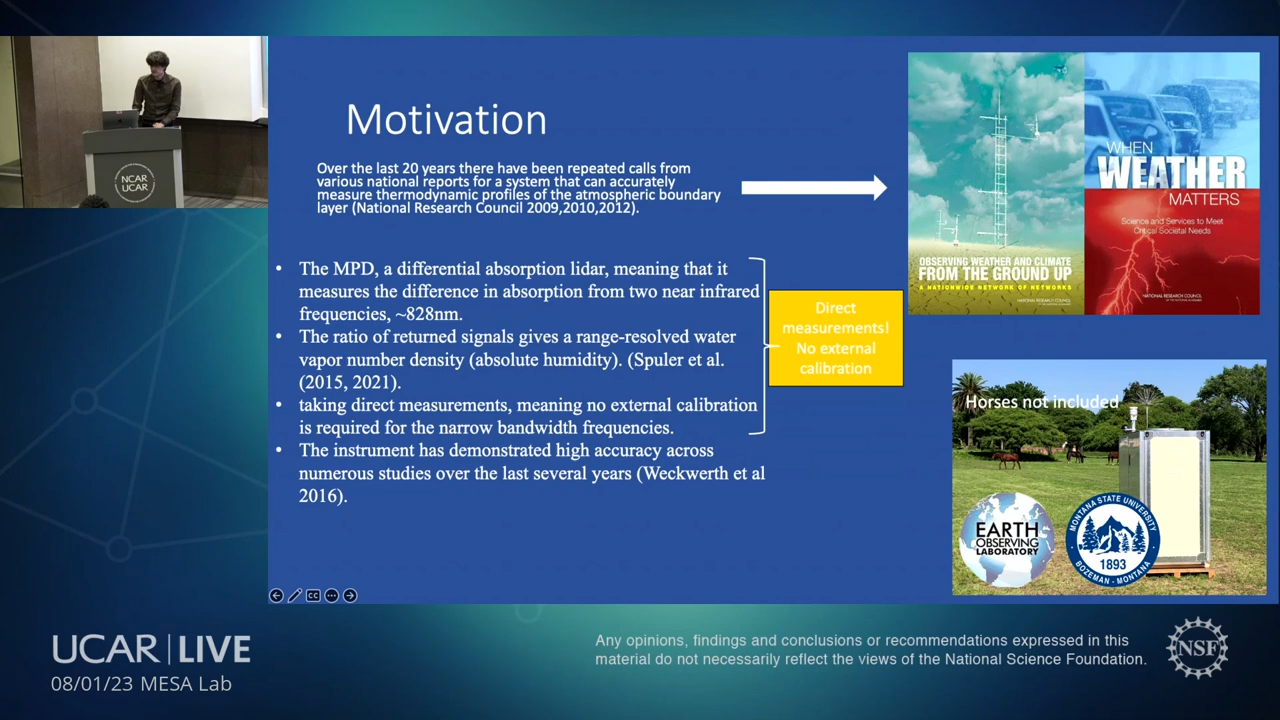 NCAR
UCAR
Motivation
Over the last 20 years there have been repeated calls from
various national reports for a system that can accurately
measure thermodynamic profiles of the atmospheric boundary
layer (National Research Council 2009,2010,2012).
• The MPD, a differential absorption lidar, meaning that it
measures the difference in absorption from two near infrared
frequencies, ~828nm.
• The ratio of returned signals gives a range-resolved water
vapor number density (absolute humidity). (Spuler et al.
(2015, 2021).
• taking direct measurements, meaning no external calibration
is required for the narrow bandwidth frequencies.
• The instrument has demonstrated high accuracy across
numerous studies over the last several years (Weckwerth et al
2016).
Direct
measurements!
No external
calibration
OBSERVING WEATHER AND CLIMATE
FROM THE GROUND UP
A NATIONWIDE NETWORK OF NETWORKS
NATIONAL RESEARCH COUNCIL
WHEN
WEATHER
MATTERS
Science and Services to Meet
Critical Societal Needs
NATIONAL RESEARCH COUNCIL
Horses not included
EARTH
OBSERVING
LABORATORY
MONTANA STATE UNIVERSITY
1893
BOZEMAN - MONTANA
CC
UCAR | LIVE
08/01/23 MESA Lab
Any opinions, findings and conclusions or recommendations expressed in this
material do not necessarily reflect the views of the National Science Foundation.
NSF